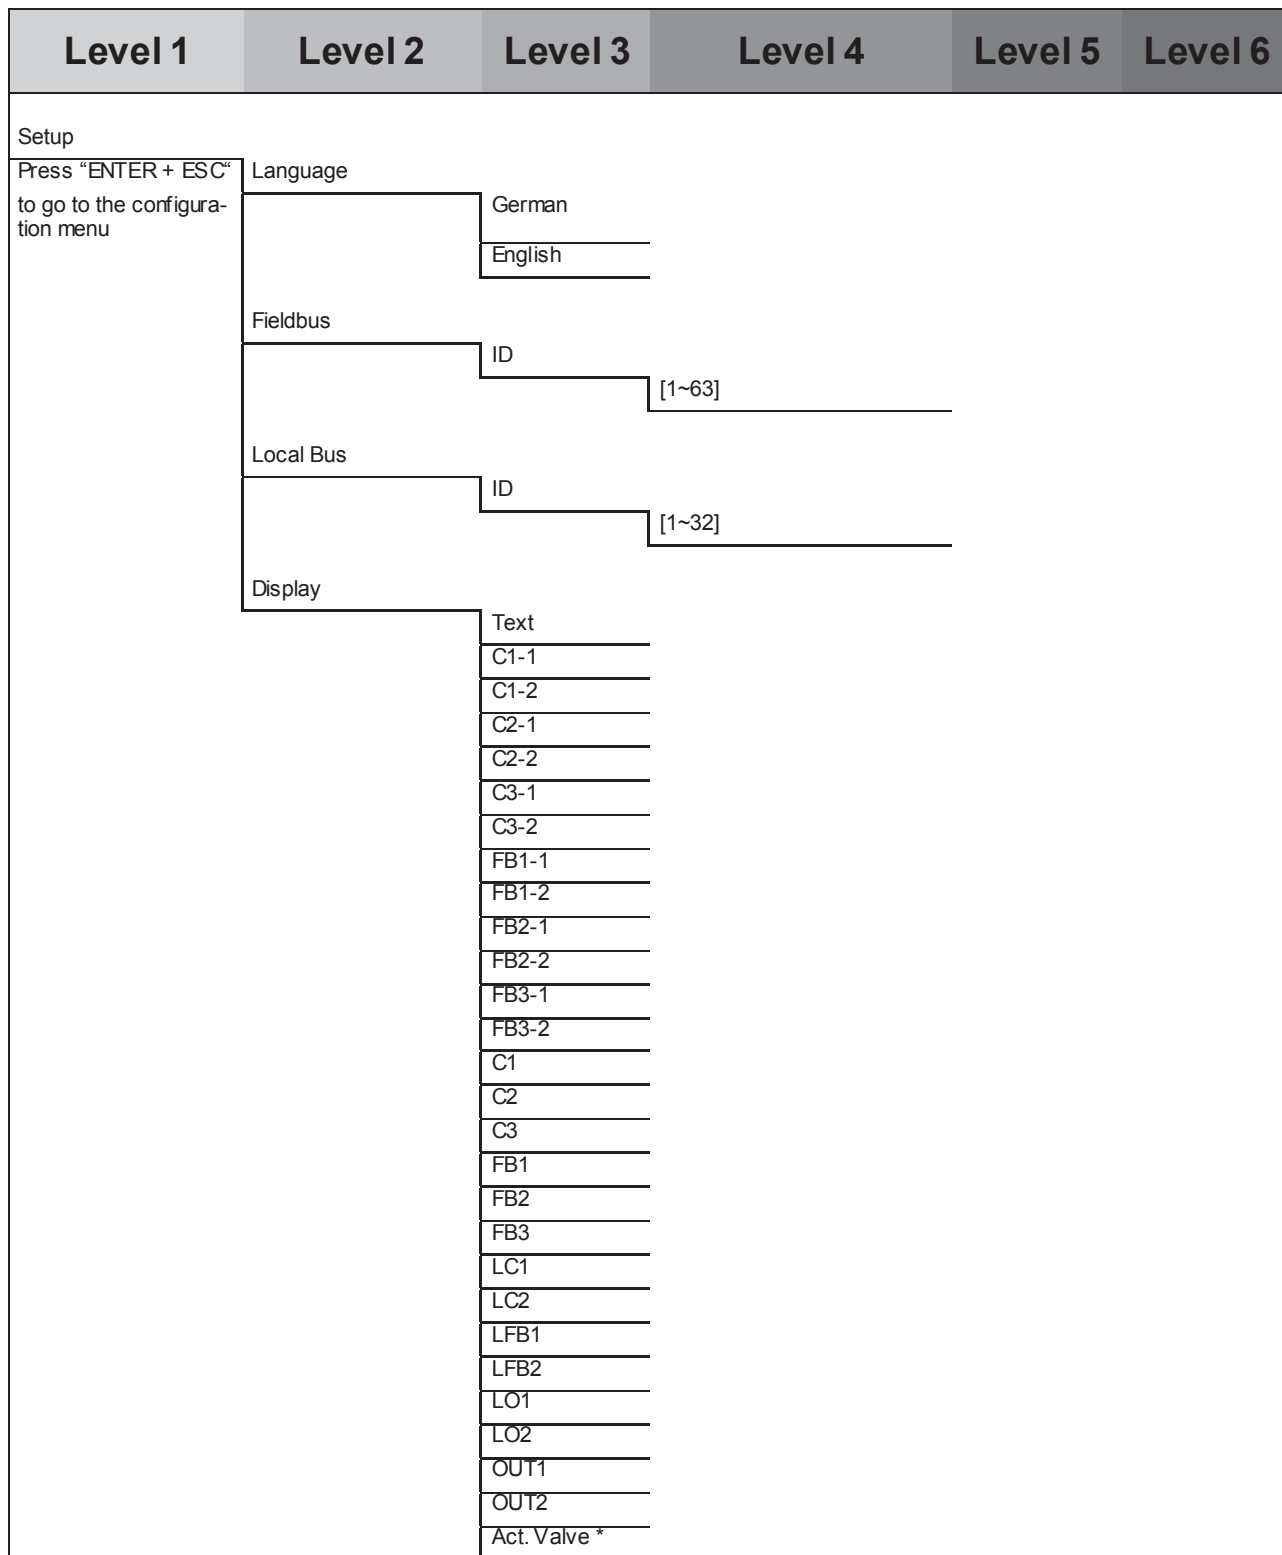 Level 1 Level 2 Level 3 Level 4 Level 5 Level 6
Setup
Press “ENTER + ESC“ Language
to go to the configura- German
tion menu
English
Fieldbus
ID
[1~63]
Local Bus
ID
[1~32]
Display
Text
C1-1
C1-2
C2-1
C2-2
C3-1
C3-2
FB1-1
FB1-2
FB2-1
FB2-2
FB3-1
FB3-2
C1
C2
C3
FB1
FB2
FB3
LC1
LC2
LFB1
LFB2
LO1
LO2
OUT1
OUT2
Act. Valve *